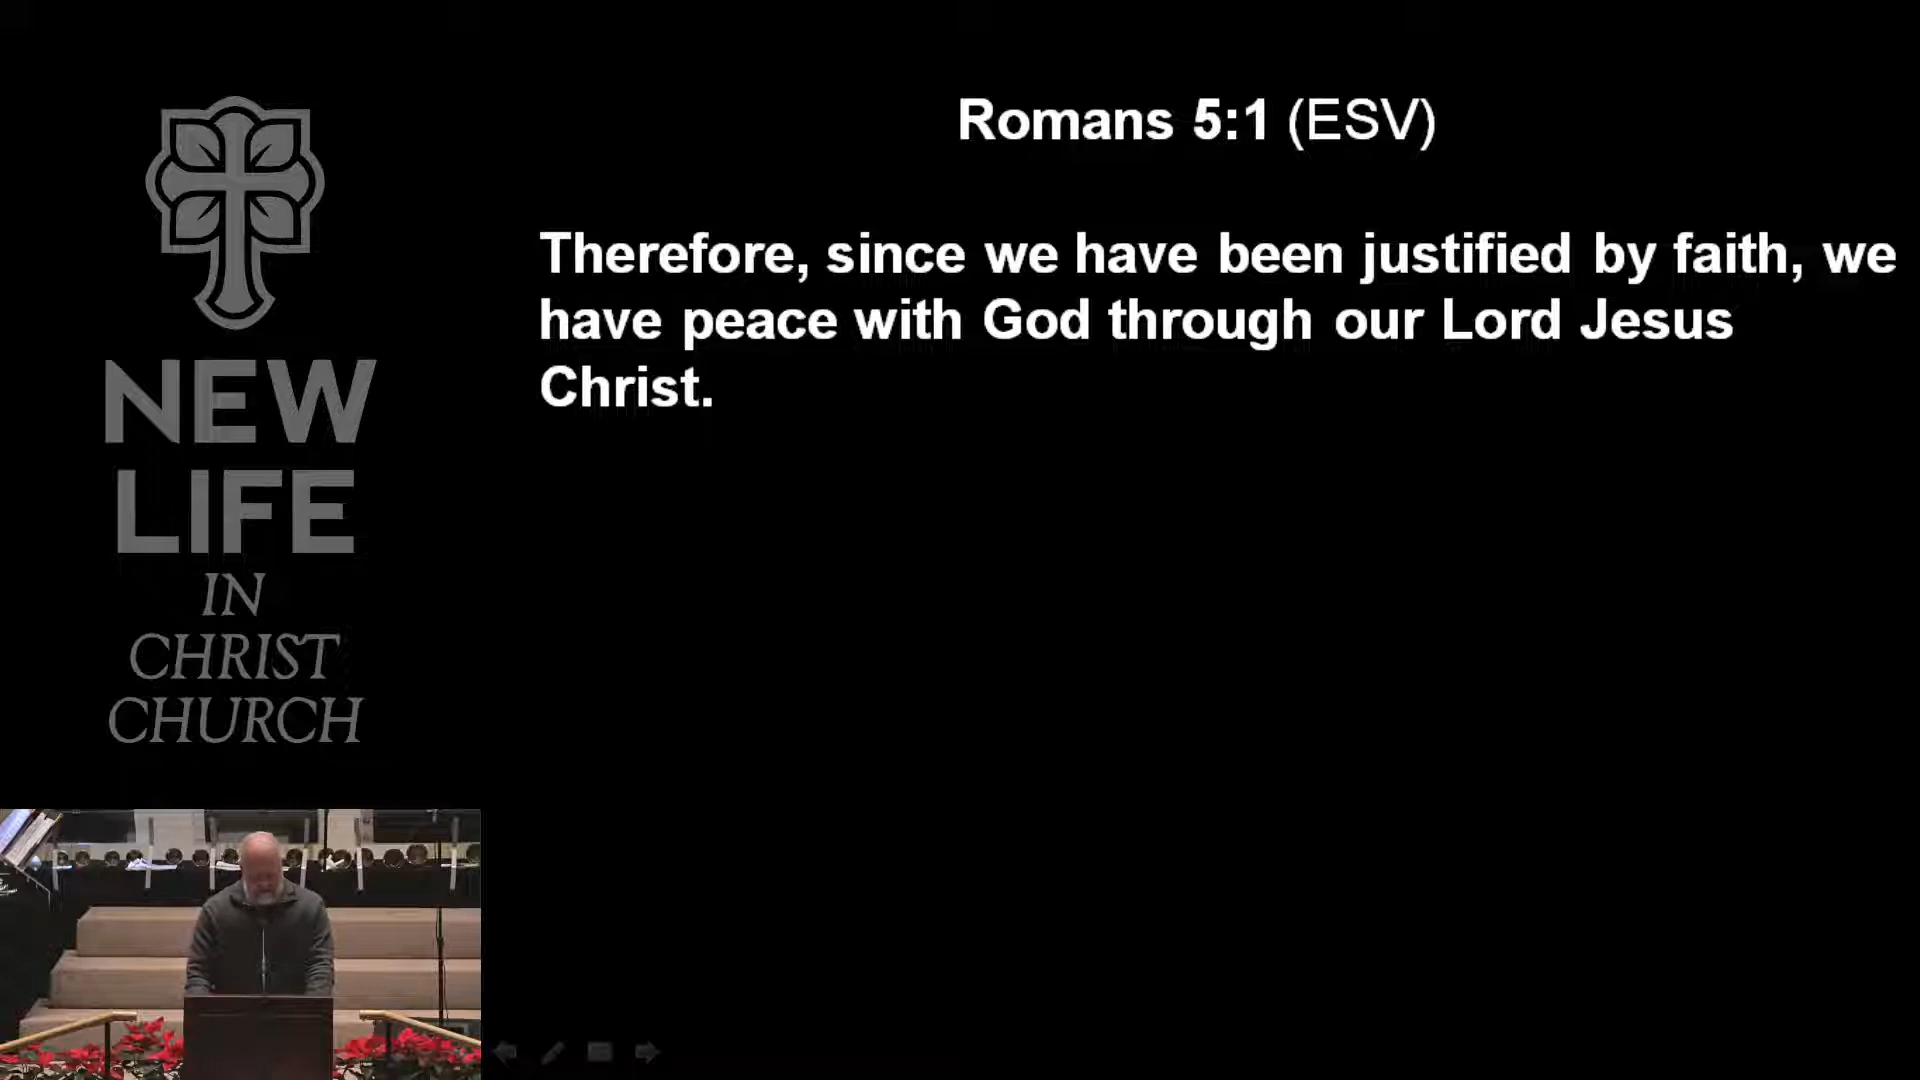 Romans 5:1 (ESV)
Therefore, since we have been justified by faith, we
have peace with God through our Lord Jesus
Christ.
NEW
LIFE
IN
CHRIST
CHURCH